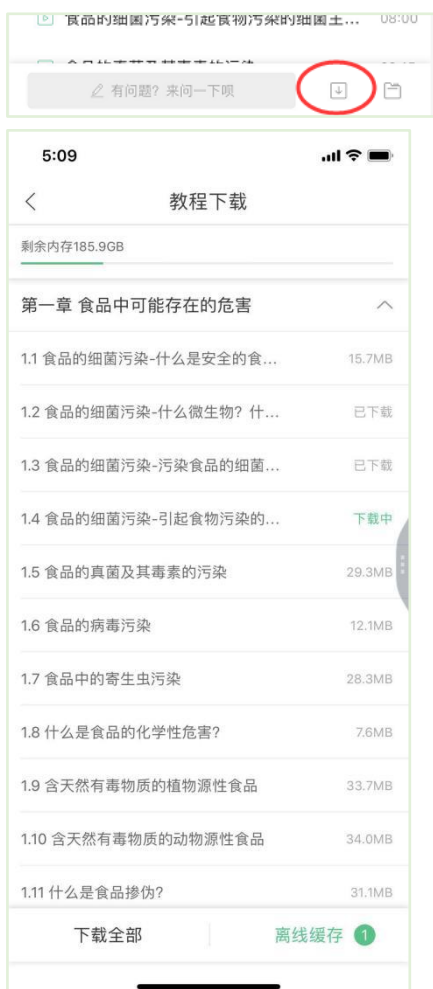 食品的细菌污染-引起食物污染的细菌主... 08:00
有问题？来问一下呗
5:09
教程下载
剩余内存185.9GB
第一章 食品中可能存在的危害
1.1 食品的细菌污染-什么是安全的食... 15.7MB
1.2 食品的细菌污染-什么微生物？什... 已下载
1.3 食品的细菌污染-污染食品的细菌... 已下载
1.4 食品的细菌污染-引起食物污染的... 下载中
1.5 食品的真菌及其毒素的污染 29.3MB
1.6 食品的病毒污染 12.1MB
1.7 食品中的寄生虫污染 28.3MB
1.8 什么是食品的化学性危害? 7.6MB
1.9 含天然有毒物质的植物源性食品 33.7MB
1.10 含天然有毒物质的动物源性食品 34.0MB
1.11 什么是食品掺伪? 31.1MB
下载全部 离线缓存 1